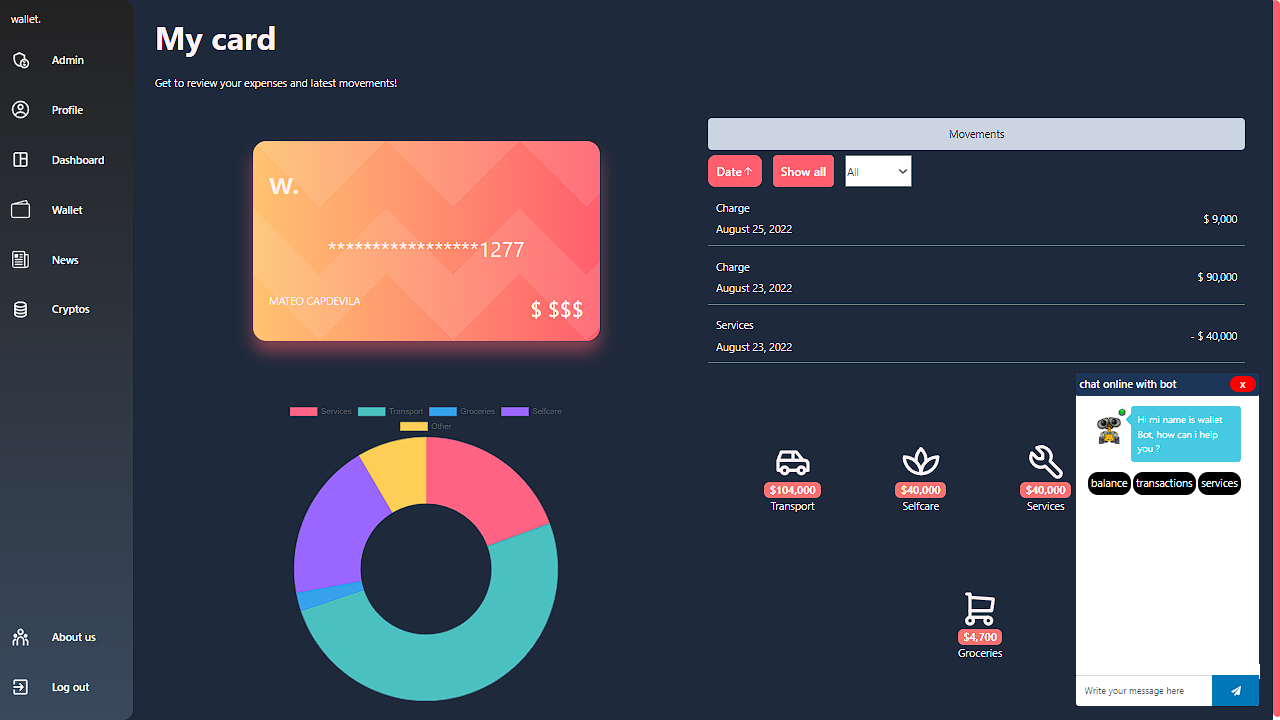 wallet.
Admin
Profile
Dashboard
Wallet
News
Cryptos
About us
Log out
My card
Get to review your expenses and latest movements!
w.
*****************1277
MATEO CAPDEVILA
$ $$$
Services Transport Groceries Selfcare
Other
Movements
Date↑ Show all All
Charge
August 25, 2022
$ 9,000
Charge
August 23, 2022
$ 90,000
Services
August 23, 2022
- $ 40,000
$104,000
Transport
$40,000
Selfcare
$40,000
Services
$4,700
Groceries
chat online with bot x
Hi mi name is wallet
Bot, how can i help
you ?
balance transactions services
Write your message here